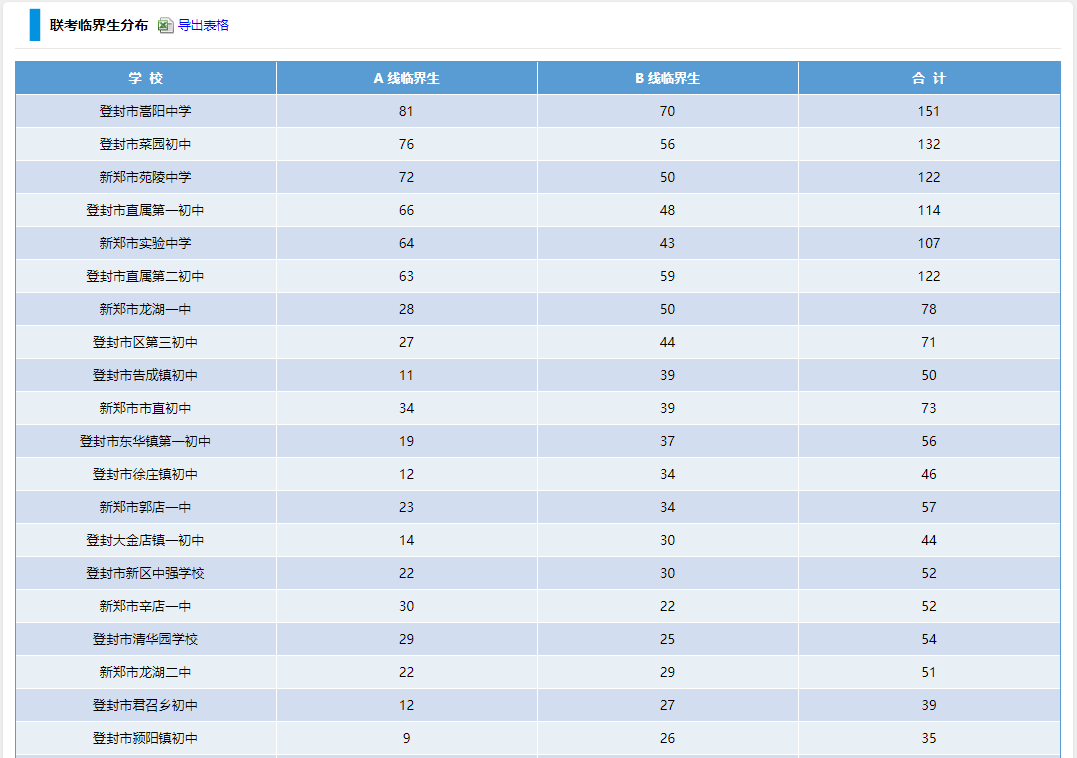 联考临界生分布 导出表格
学 校 A 线临界生 B 线临界生 合 计
登封市嵩阳中学 81 70 151
登封市菜园初中 76 56 132
新郑市苑陵中学 72 50 122
登封市直属第一初中 66 48 114
新郑市实验中学 64 43 107
登封市直属第二初中 63 59 122
新郑市龙湖一中 28 50 78
登封市区第三初中 27 44 71
登封市告成镇初中 11 39 50
新郑市市直初中 34 39 73
登封市东华镇第一初中 19 37 56
登封市徐庄镇初中 12 34 46
新郑市郭店一中 23 34 57
登封大金店镇一初中 14 30 44
登封市新区中强学校 22 30 52
新郑市辛店一中 30 22 52
登封市清华园学校 29 25 54
新郑市龙湖二中 22 29 51
登封市君召乡初中 12 27 39
登封市颍阳镇初中 9 26 35